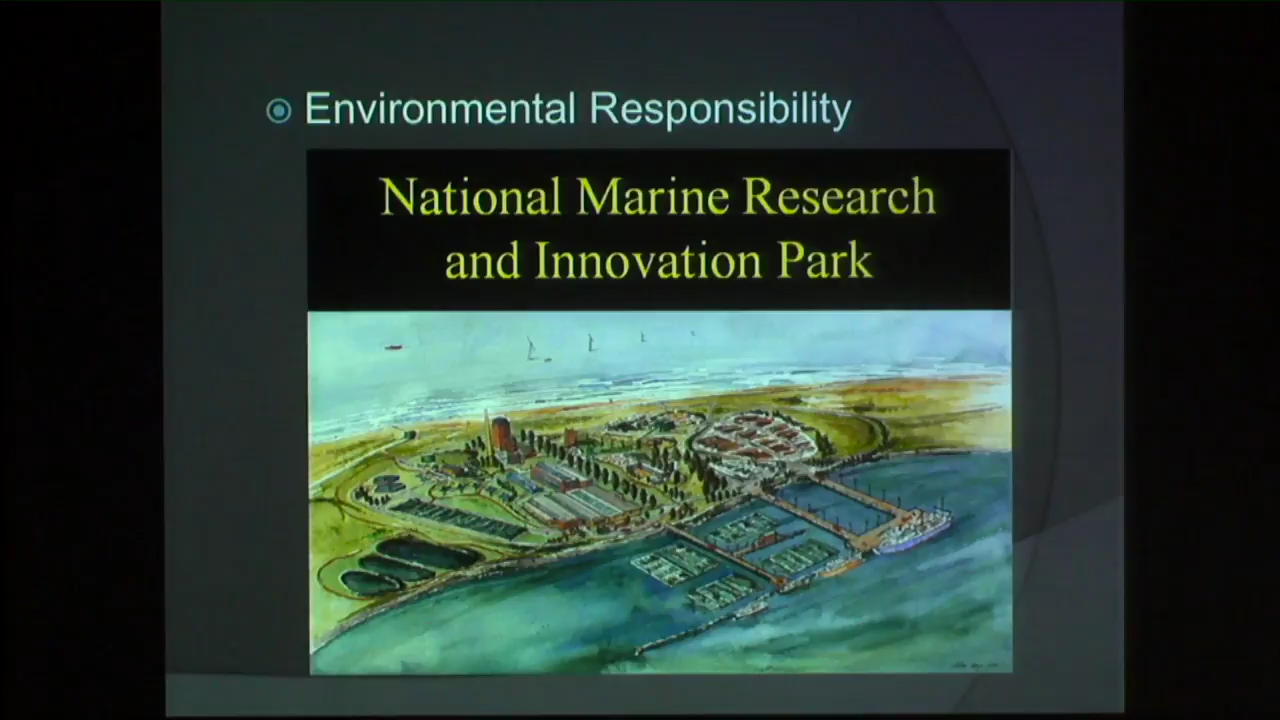 Environmental Responsibility
National Marine Research
and Innovation Park